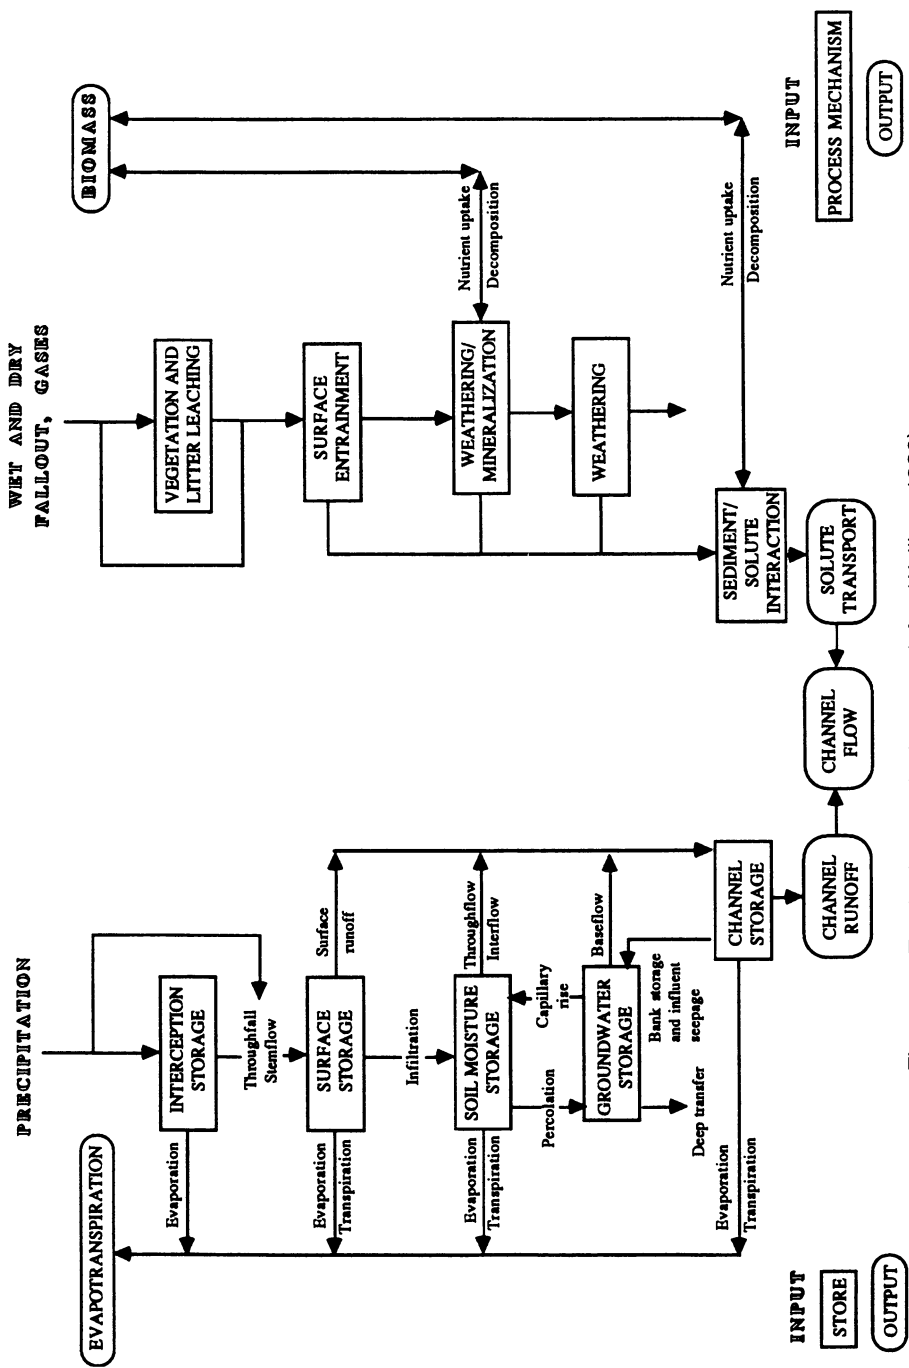 PRECIPITATION
EVAPOTRANSPIRATION
INTERCEPTION
STORAGE
Evaporation
Throughfall
Stemflow
SURFACE
STORAGE
Evaporation
Transpiration
Surface
runoff
Infiltration
SOIL MOISTURE
STORAGE
Evaporation
Transpiration
Throughflow
Interflow
Percolation
Capillary
rise
GROUNDWATER
STORAGE
Baseflow
Deep transfer
Bank storage
and influent
seepage
CHANNEL
STORAGE
Evaporation
Transpiration
CHANNEL
RUNOFF
CHANNEL
FLOW
INPUT
STORE
OUTPUT
WET AND DRY
FALLOUT, GASES
BIOMASS
VEGETATION AND
LITTER LEACHING
SURFACE
ENTRAINMENT
WEATHERING/
MINERALIZATION
Nutrient uptake
Decomposition
WEATHERING
SEDIMENT/
SOLUTE
INTERACTION
Nutrient uptake
Decomposition
SOLUTE
TRANSPORT
INPUT
PROCESS MECHANISM
OUTPUT